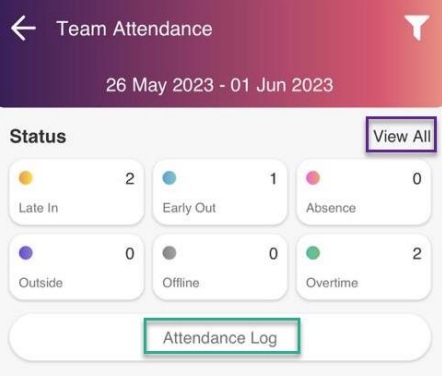 Team Attendance
26 May 2023 - 01 Jun 2023
Status View All
2 1 0
Late In Early Out Absence
0 0 2
Outside Offline Overtime
Attendance Log